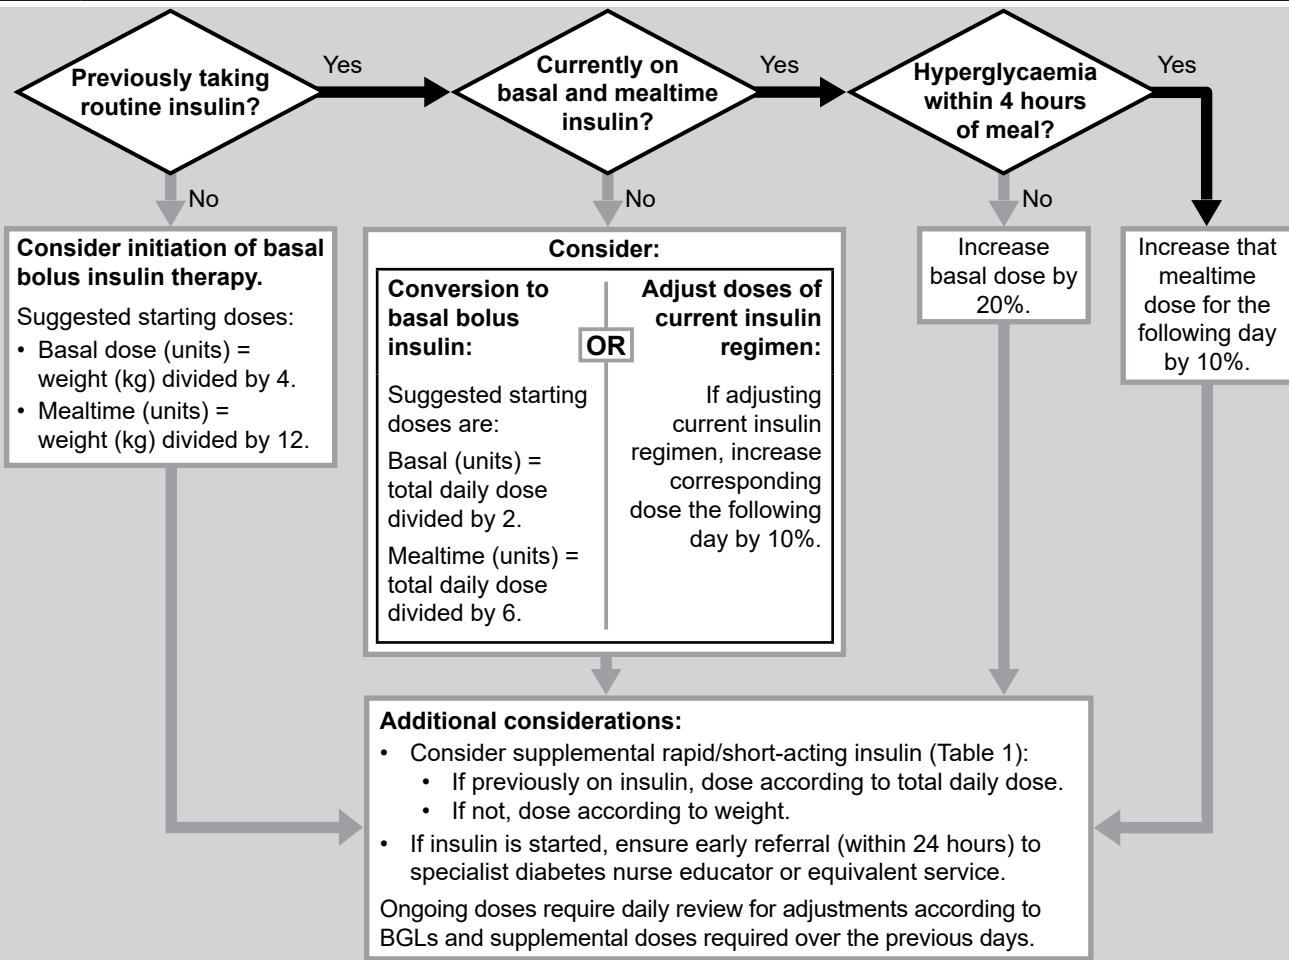 Previously taking
routine insulin?
Yes
Currently on
basal and mealtime
insulin?
Yes
Hyperglycaemia
within 4 hours
of meal?
Yes
No
No
No
Consider initiation of basal
bolus insulin therapy.
Suggested starting doses:
• Basal dose (units) =
weight (kg) divided by 4.
• Mealtime (units) =
weight (kg) divided by 12.
Consider:
Conversion to
basal bolus
insulin:
Suggested starting
doses are:
Basal (units) =
total daily dose
divided by 2.
Mealtime (units) =
total daily dose
divided by 6.
OR
Adjust doses of
current insulin
regimen:
If adjusting
current insulin
regimen, increase
corresponding
dose the following
day by 10%.
Increase
basal dose by
20%.
Increase that
mealtime
dose for the
following day
by 10%.
Additional considerations:
• Consider supplemental rapid/short-acting insulin (Table 1):
• If previously on insulin, dose according to total daily dose.
• If not, dose according to weight.
• If insulin is started, ensure early referral (within 24 hours) to
specialist diabetes nurse educator or equivalent service.
Ongoing doses require daily review for adjustments according to
BGLs and supplemental doses required over the previous days.